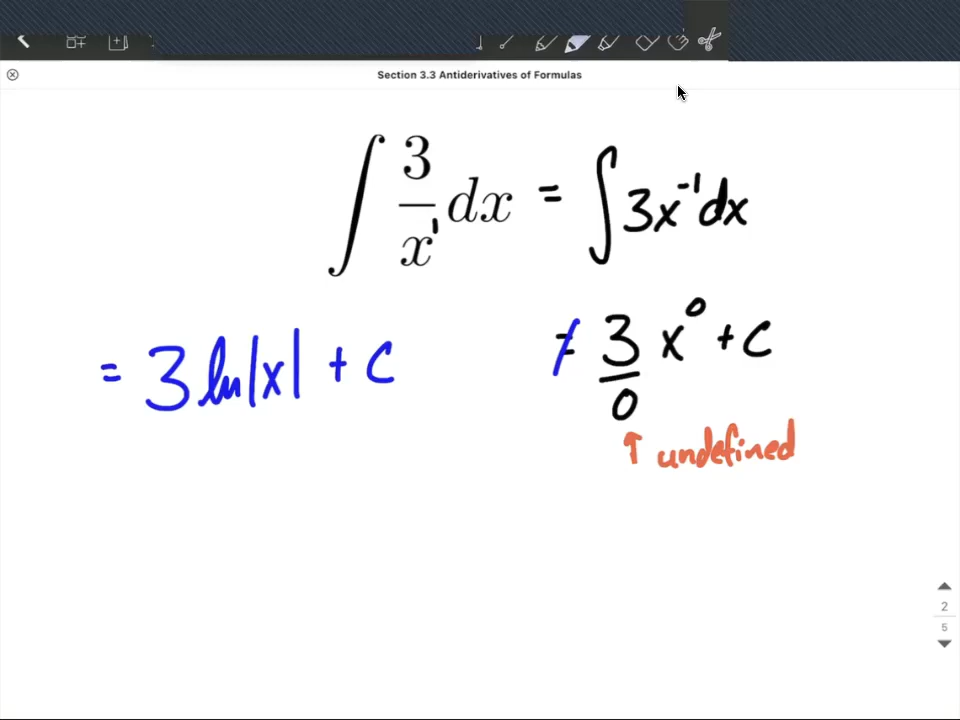 Section 3.3 Antiderivatives of Formulas
∫ 3/x¹ dx = ∫ 3x⁻¹ dx
= 3 ln|x| + C
≠ 3/0 x⁰ + C
↑ undefined
2
5